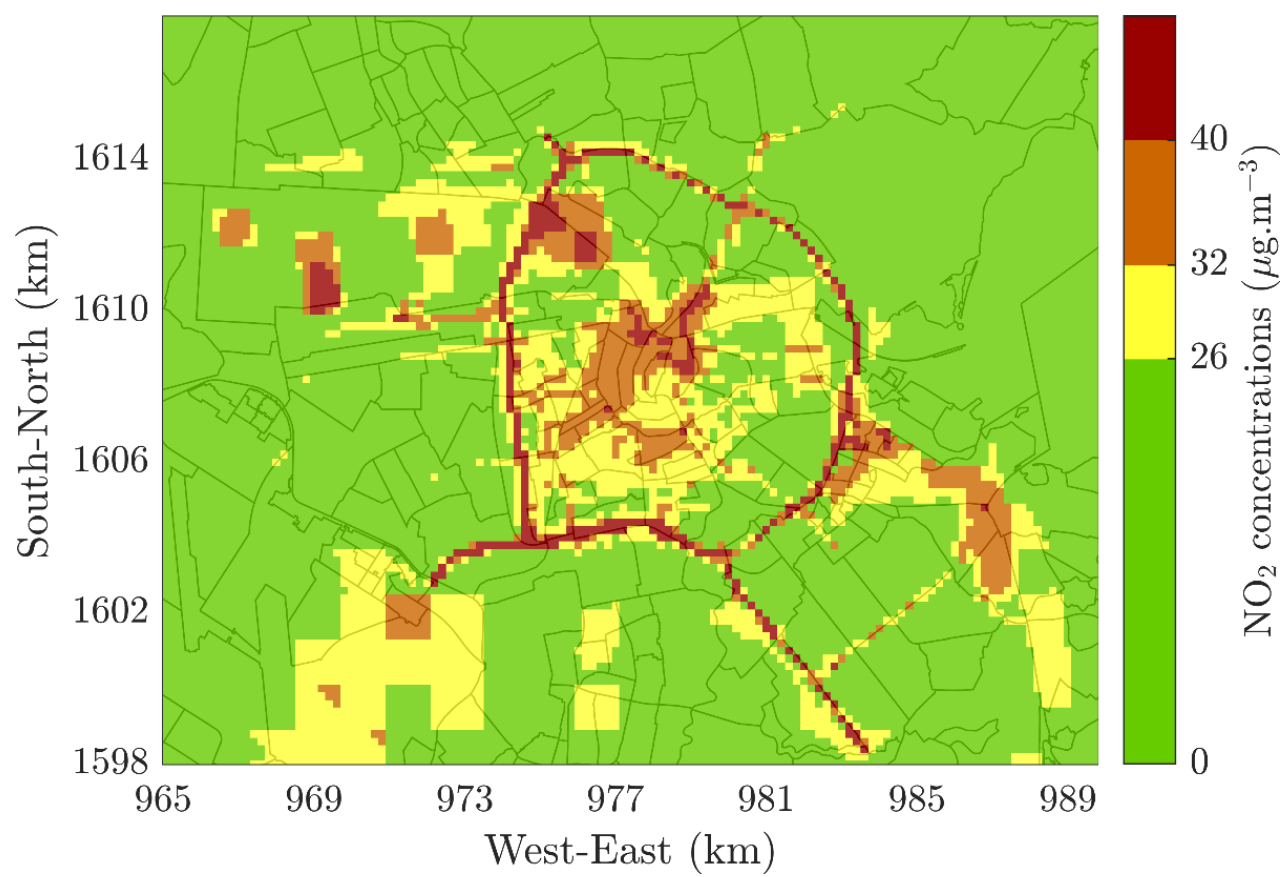 1614
1610
1606
1602
1598
South-North (km)
965 969 973 977 981 985 989
West-East (km)
40
32
26
0
NO₂ concentrations (μg.m⁻³)